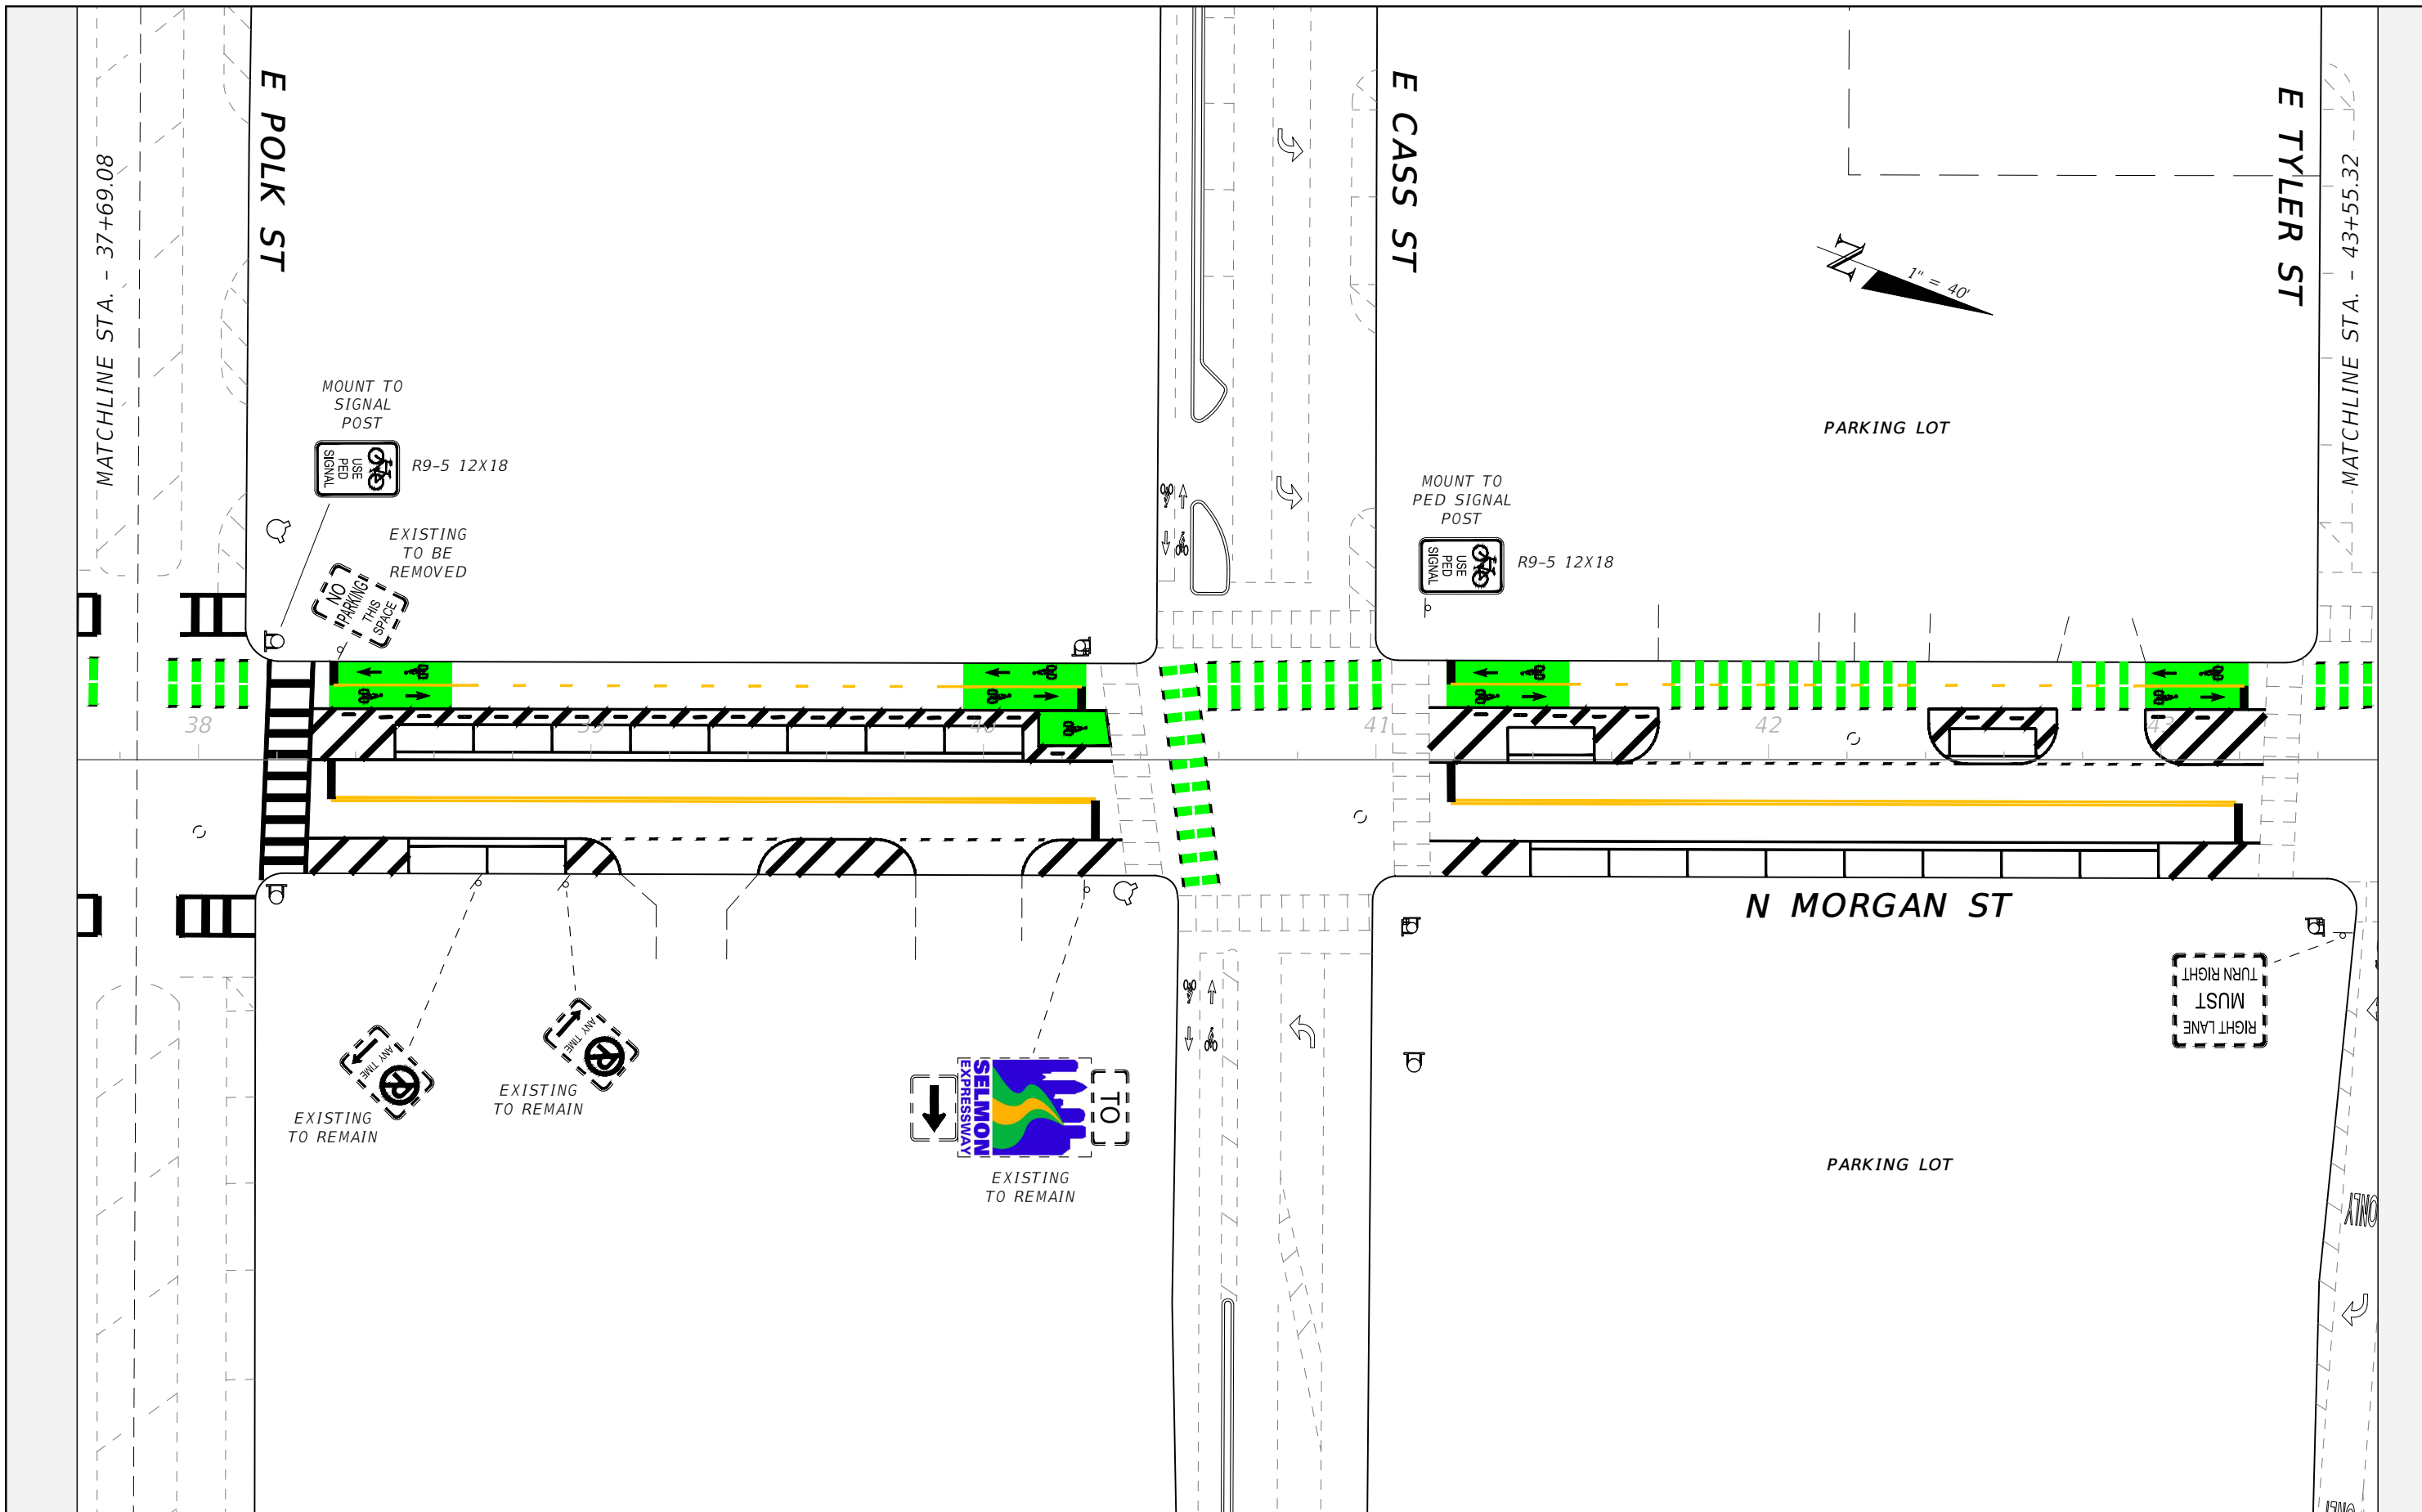 E POLK ST
E CASS ST
E TYLER ST
MATCHLINE STA. - 37+69.08
MATCHLINE STA. - 43+55.32
N
1" = 40'
MOUNT TO
SIGNAL
POST
USE
PED
SIGNAL
R9-5 12X18
EXISTING
TO BE
REMOVED
NO
PARKING
THIS
SPACE
PARKING LOT
MOUNT TO
PED SIGNAL
POST
USE
PED
SIGNAL
R9-5 12X18
38
39
40
41
42
43
N MORGAN ST
P
ANY TIME
EXISTING
TO REMAIN
P
ANY TIME
EXISTING
TO REMAIN
TO
SELMON
EXPRESSWAY
EXISTING
TO REMAIN
RIGHT LANE
MUST
TURN RIGHT
PARKING LOT
ONLY
ONLY